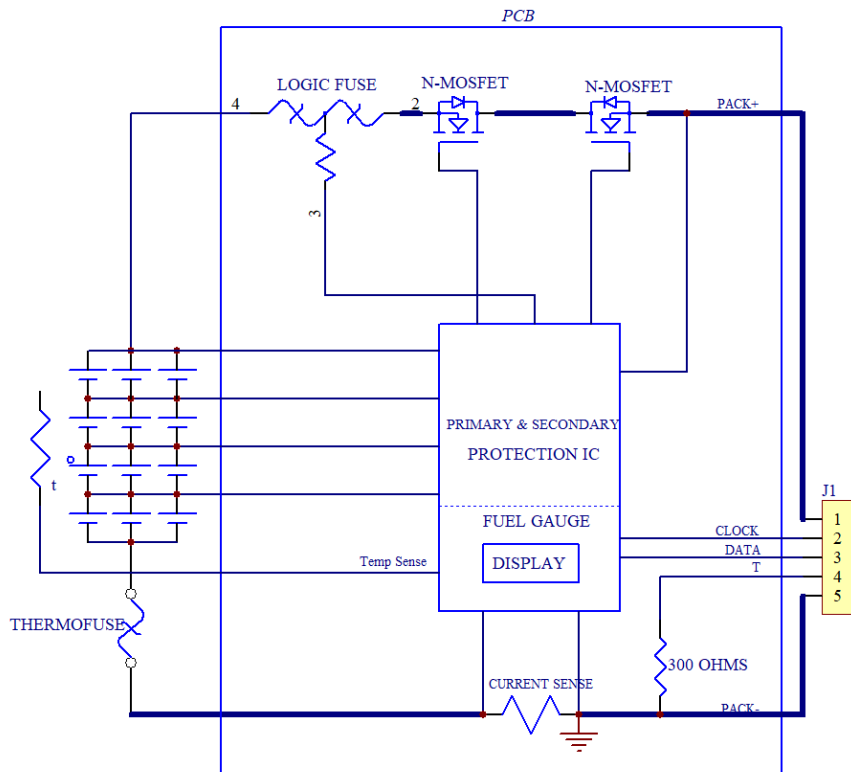 PCB
LOGIC FUSE
N-MOSFET
N-MOSFET
4
2
PACK+
3
PRIMARY & SECONDARY
PROTECTION IC
t
J1
1
FUEL GAUGE
CLOCK
2
DATA
3
Temp Sense
DISPLAY
T
4
5
THERMOFUSE
300 OHMS
CURRENT SENSE
PACK-